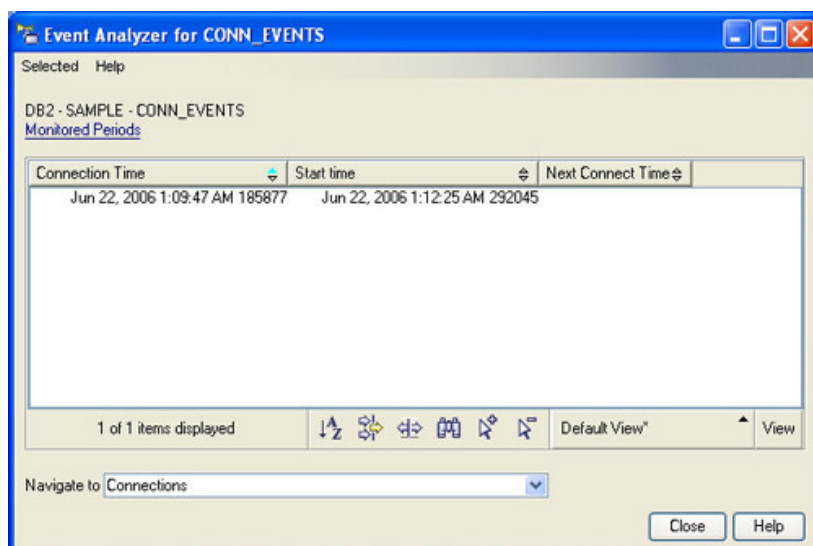 Event Analyzer for CONN_EVENTS
Selected Help
DB2 - SAMPLE - CONN_EVENTS
Monitored Periods
Connection Time Start time Next Connect Time
Jun 22, 2006 1:09:47 AM 185877 Jun 22, 2006 1:12:25 AM 292045
1 of 1 items displayed Default View* View
Navigate to Connections
Close Help